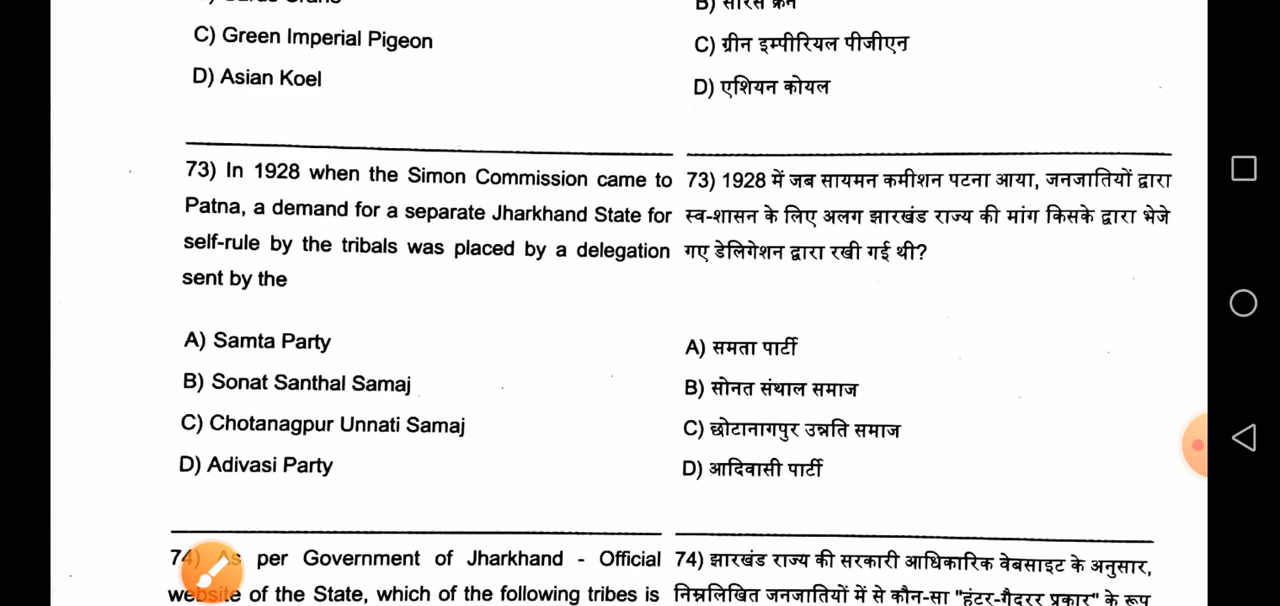 C) Green Imperial Pigeon
D) Asian Koel
B) सारस क्रेन
C) ग्रीन इम्पीरियल पीजीएन
D) एशियन कोयल
73) In 1928 when the Simon Commission came to
Patna, a demand for a separate Jharkhand State for
self-rule by the tribals was placed by a delegation
sent by the
A) Samta Party
B) Sonat Santhal Samaj
C) Chotanagpur Unnati Samaj
D) Adivasi Party
73) 1928 में जब सायमन कमीशन पटना आया, जनजातियों द्वारा
स्व-शासन के लिए अलग झारखंड राज्य की मांग किसके द्वारा भेजे
गए डेलिगेशन द्वारा रखी गई थी?
A) समता पार्टी
B) सोनत संथाल समाज
C) छोटानागपुर उन्नति समाज
D) आदिवासी पार्टी
74) As per Government of Jharkhand - Official
website of the State, which of the following tribes is
74) झारखंड राज्य की सरकारी आधिकारिक वेबसाइट के अनुसार,
निम्नलिखित जनजातियों में से कौन-सा "हंटर-गैदरर प्रकार" के रूप